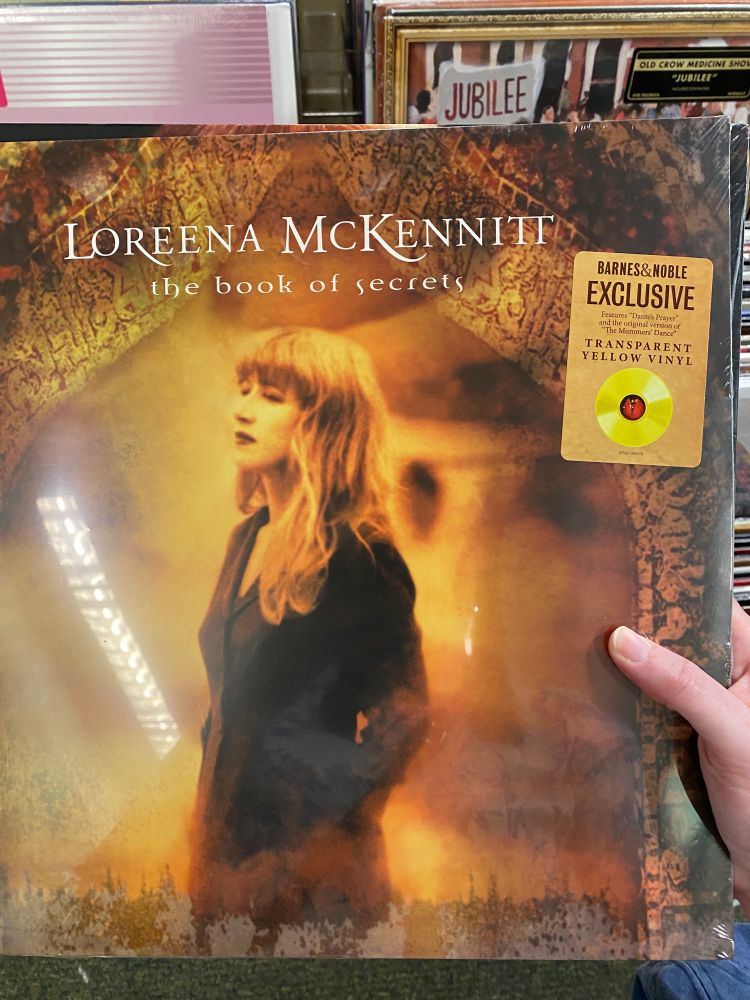 JUBILEE
OLD CROW MEDICINE SHOW
"JUBILEE"
LOREENA MCKENNITT
the book of secrets
BARNES&NOBLE
EXCLUSIVE
Features "Dante's Prayer"
and the original version of
"The Mummers' Dance"
TRANSPARENT
YELLOW VINYL